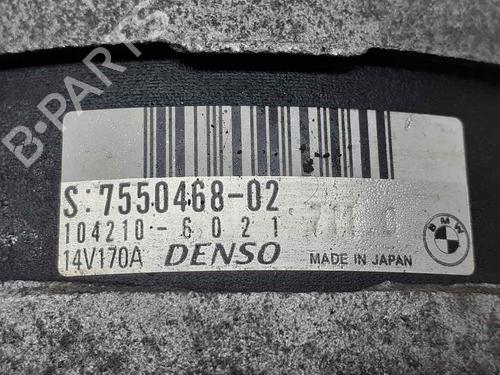 B-PARTS
S:7550468-02
104210-6021
14V170A DENSO MADE IN JAPAN
BMW